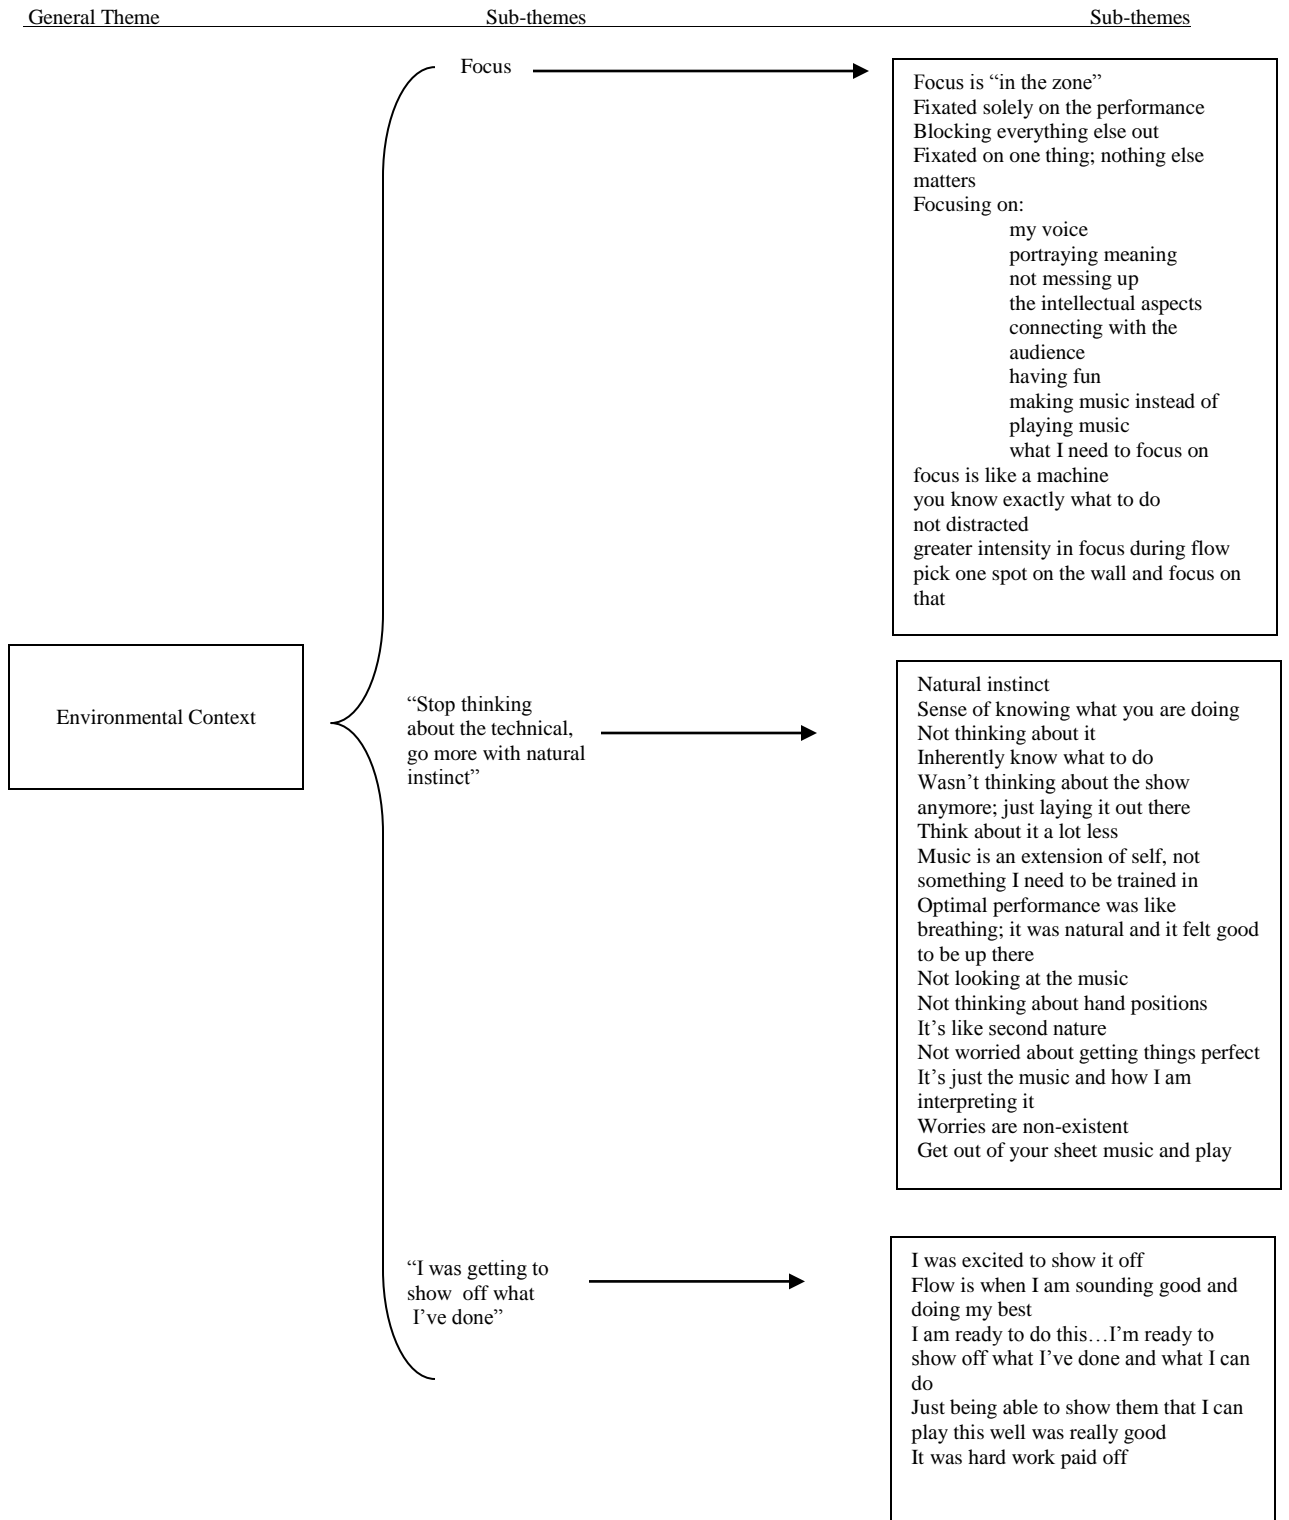 General Theme Sub-themes Sub-themes
Focus
Focus is “in the zone”
Fixated solely on the performance
Blocking everything else out
Fixated on one thing; nothing else
matters
Focusing on:
my voice
portraying meaning
not messing up
the intellectual aspects
connecting with the
audience
having fun
making music instead of
playing music
what I need to focus on
focus is like a machine
you know exactly what to do
not distracted
greater intensity in focus during flow
pick one spot on the wall and focus on
that
Environmental Context
“Stop thinking
about the technical,
go more with natural
instinct”
Natural instinct
Sense of knowing what you are doing
Not thinking about it
Inherently know what to do
Wasn’t thinking about the show
anymore; just laying it out there
Think about it a lot less
Music is an extension of self, not
something I need to be trained in
Optimal performance was like
breathing; it was natural and it felt good
to be up there
Not looking at the music
Not thinking about hand positions
It’s like second nature
Not worried about getting things perfect
It’s just the music and how I am
interpreting it
Worries are non-existent
Get out of your sheet music and play
“I was getting to
show off what
I’ve done”
I was excited to show it off
Flow is when I am sounding good and
doing my best
I am ready to do this…I’m ready to
show off what I’ve done and what I can
do
Just being able to show them that I can
play this well was really good
It was hard work paid off